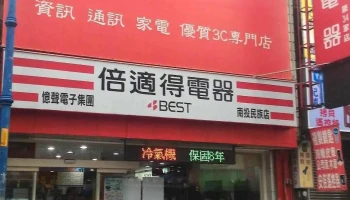 資訊 通訊 家電 優質3C專門店
倍適得電器
億聲電子集團
BEST
南投民族店
冷氣機 保固8年